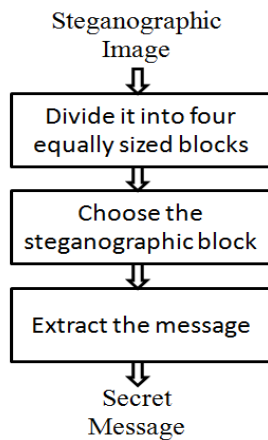 Steganographic
Image
Divide it into four
equally sized blocks
Choose the
steganographic block
Extract the message
Secret
Message